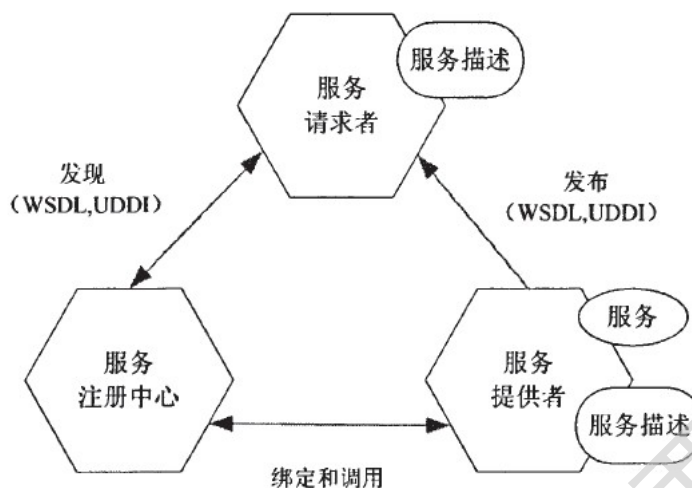 服务
请求者
服务描述
发现
（WSDL,UDDI）
发布
（WSDL,UDDI）
服务
注册中心
服务
提供者
服务
服务描述
绑定和调用